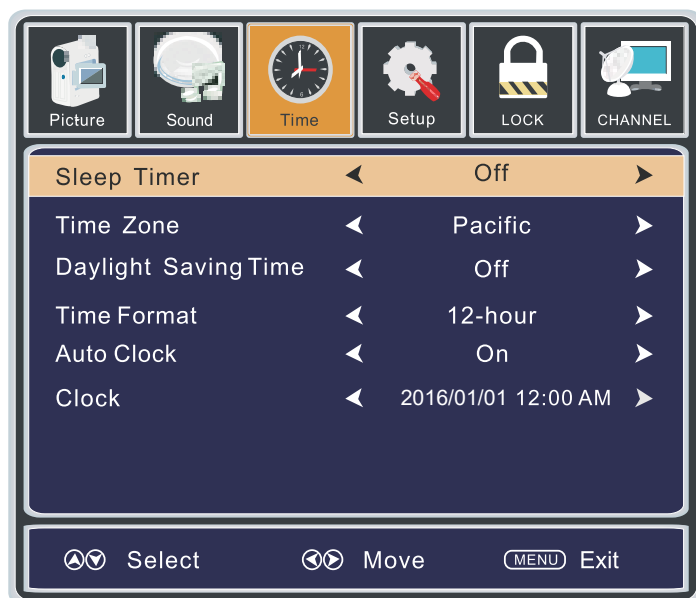 Picture Sound Time Setup LOCK CHANNEL
Sleep Timer Off
Time Zone Pacific
Daylight Saving Time Off
Time Format 12-hour
Auto Clock On
Clock 2016/01/01 12:00 AM
Select Move MENU Exit